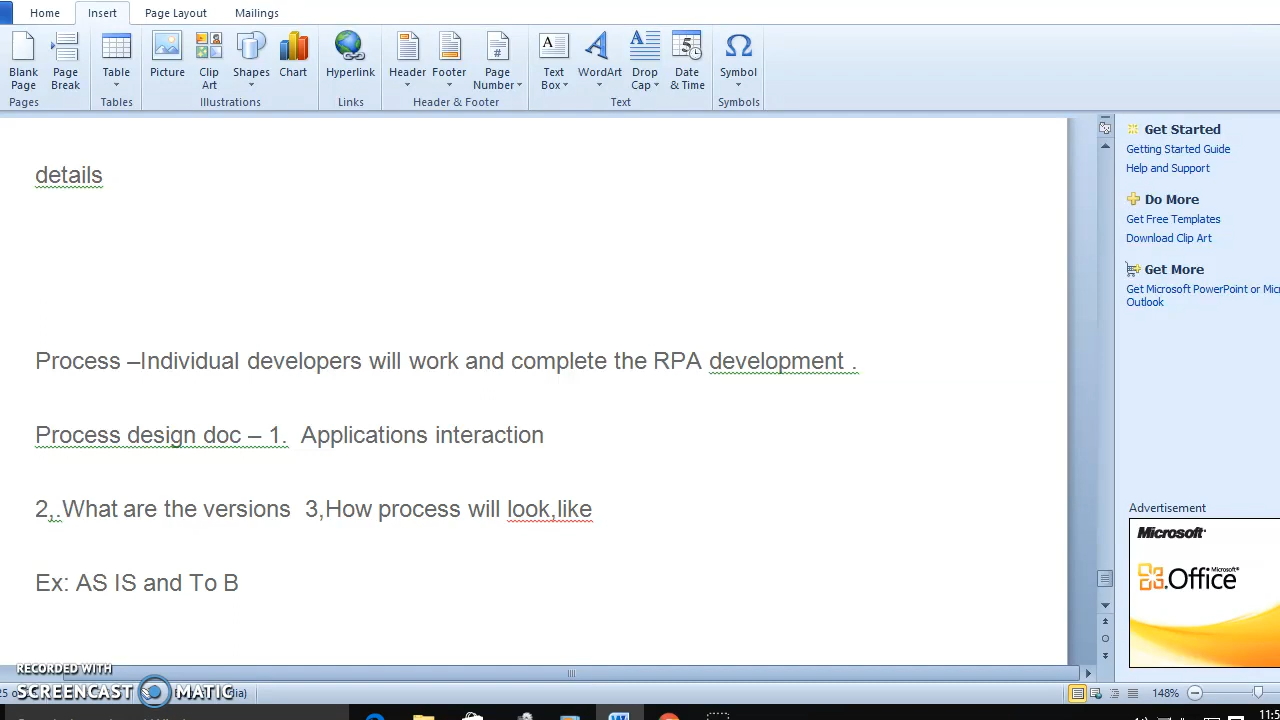 Home Insert Page Layout Mailings
Blank Page Page Break Table Picture Clip Art Shapes Chart Hyperlink Header Footer Page Number Text Box WordArt Drop Cap Date & Time Symbol
Pages Tables Illustrations Links Header & Footer Text Symbols
details
Process –Individual developers will work and complete the RPA development .
Process design doc – 1.  Applications interaction
2,.What are the versions  3,How process will look,like
Ex: AS IS and To B
Get Started
Getting Started Guide
Help and Support
Do More
Get Free Templates
Download Clip Art
Get More
Get Microsoft PowerPoint or
Outlook
Advertisement
Microsoft
Microsoft
Office
RECORDED WITH
SCREENCAST MATIC
148%